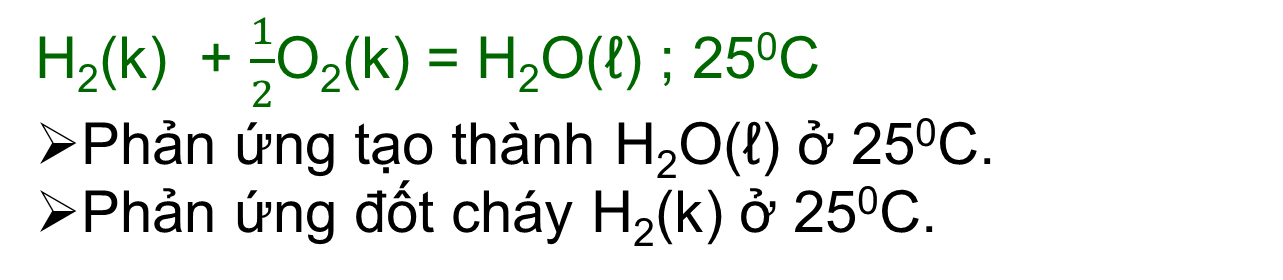 H₂(k) + ½O₂(k) = H₂O(ℓ) ; 25⁰C
➢Phản ứng tạo thành H₂O(ℓ) ở 25⁰C.
➢Phản ứng đốt cháy H₂(k) ở 25⁰C.